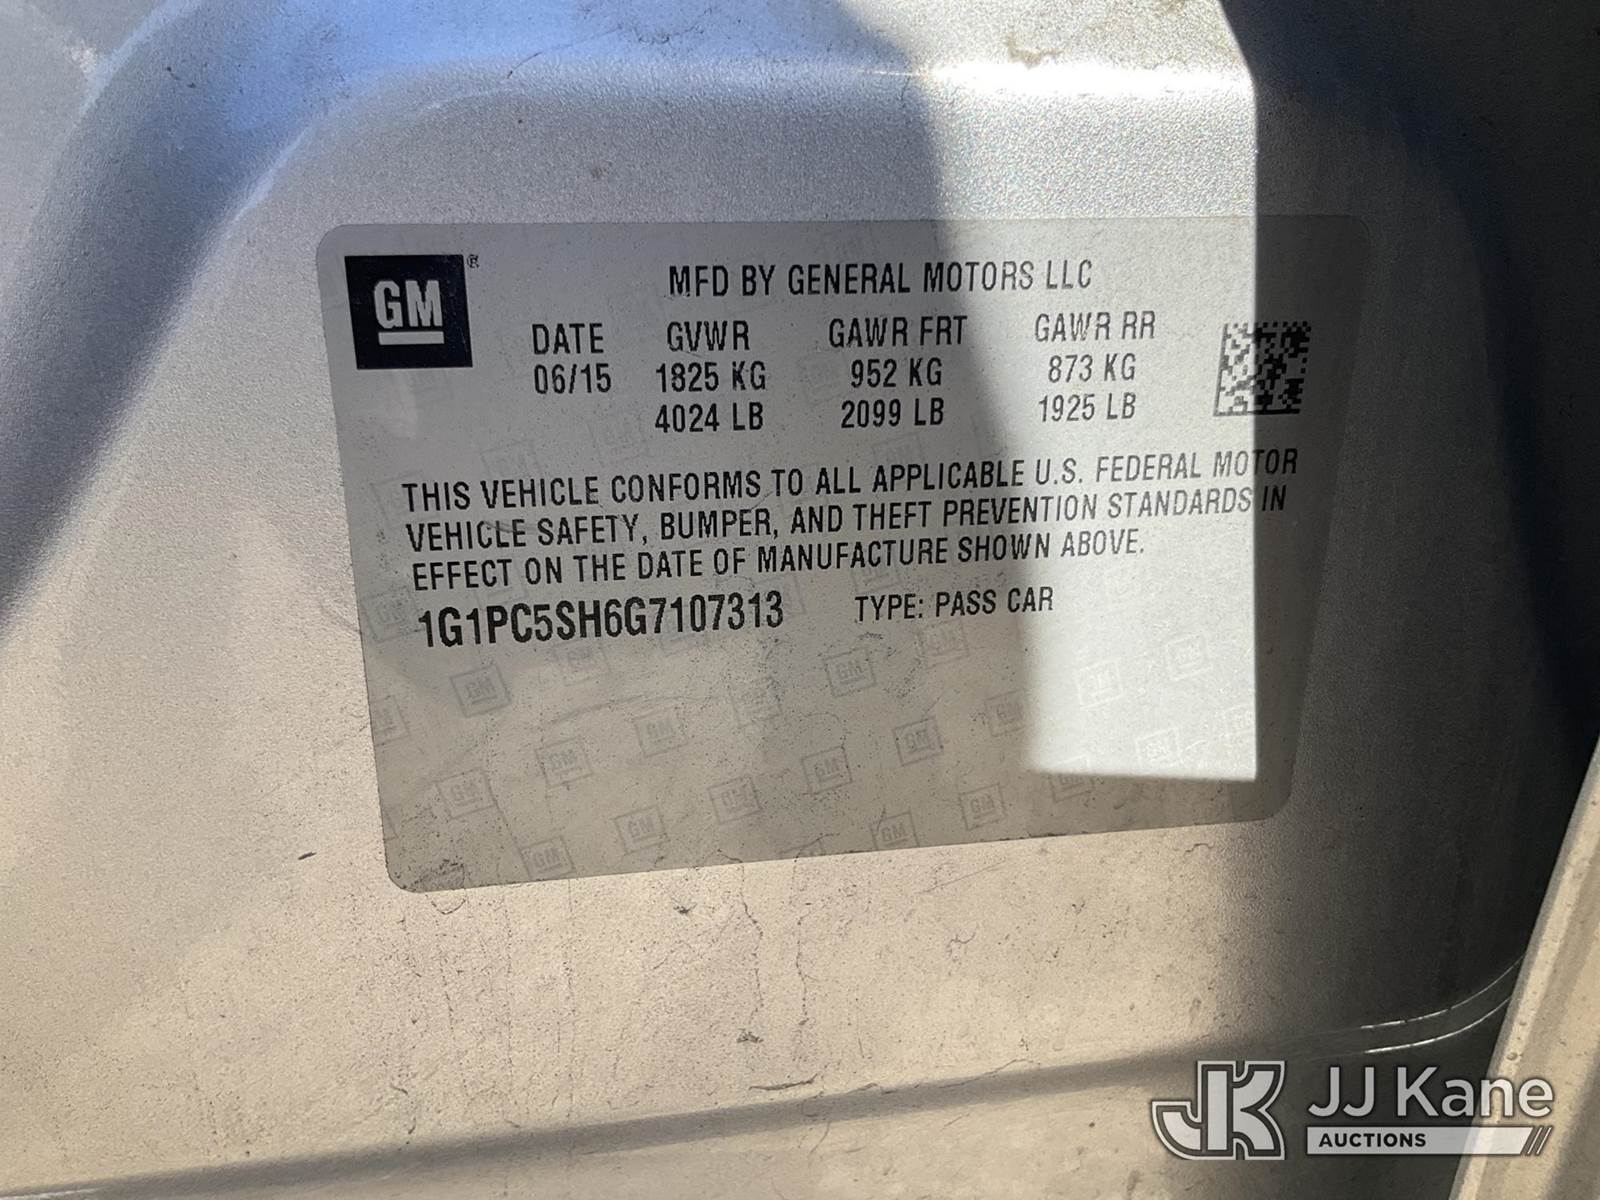 GM®
MFD BY GENERAL MOTORS LLC
DATE GVWR GAWR FRT GAWR RR
06/15 1825 KG 952 KG 873 KG
4024 LB 2099 LB 1925 LB
THIS VEHICLE CONFORMS TO ALL APPLICABLE U.S. FEDERAL MOTOR
VEHICLE SAFETY, BUMPER, AND THEFT PREVENTION STANDARDS IN
EFFECT ON THE DATE OF MANUFACTURE SHOWN ABOVE.
1G1PC5SH6G7107313 TYPE: PASS CAR
JK JJ Kane
AUCTIONS